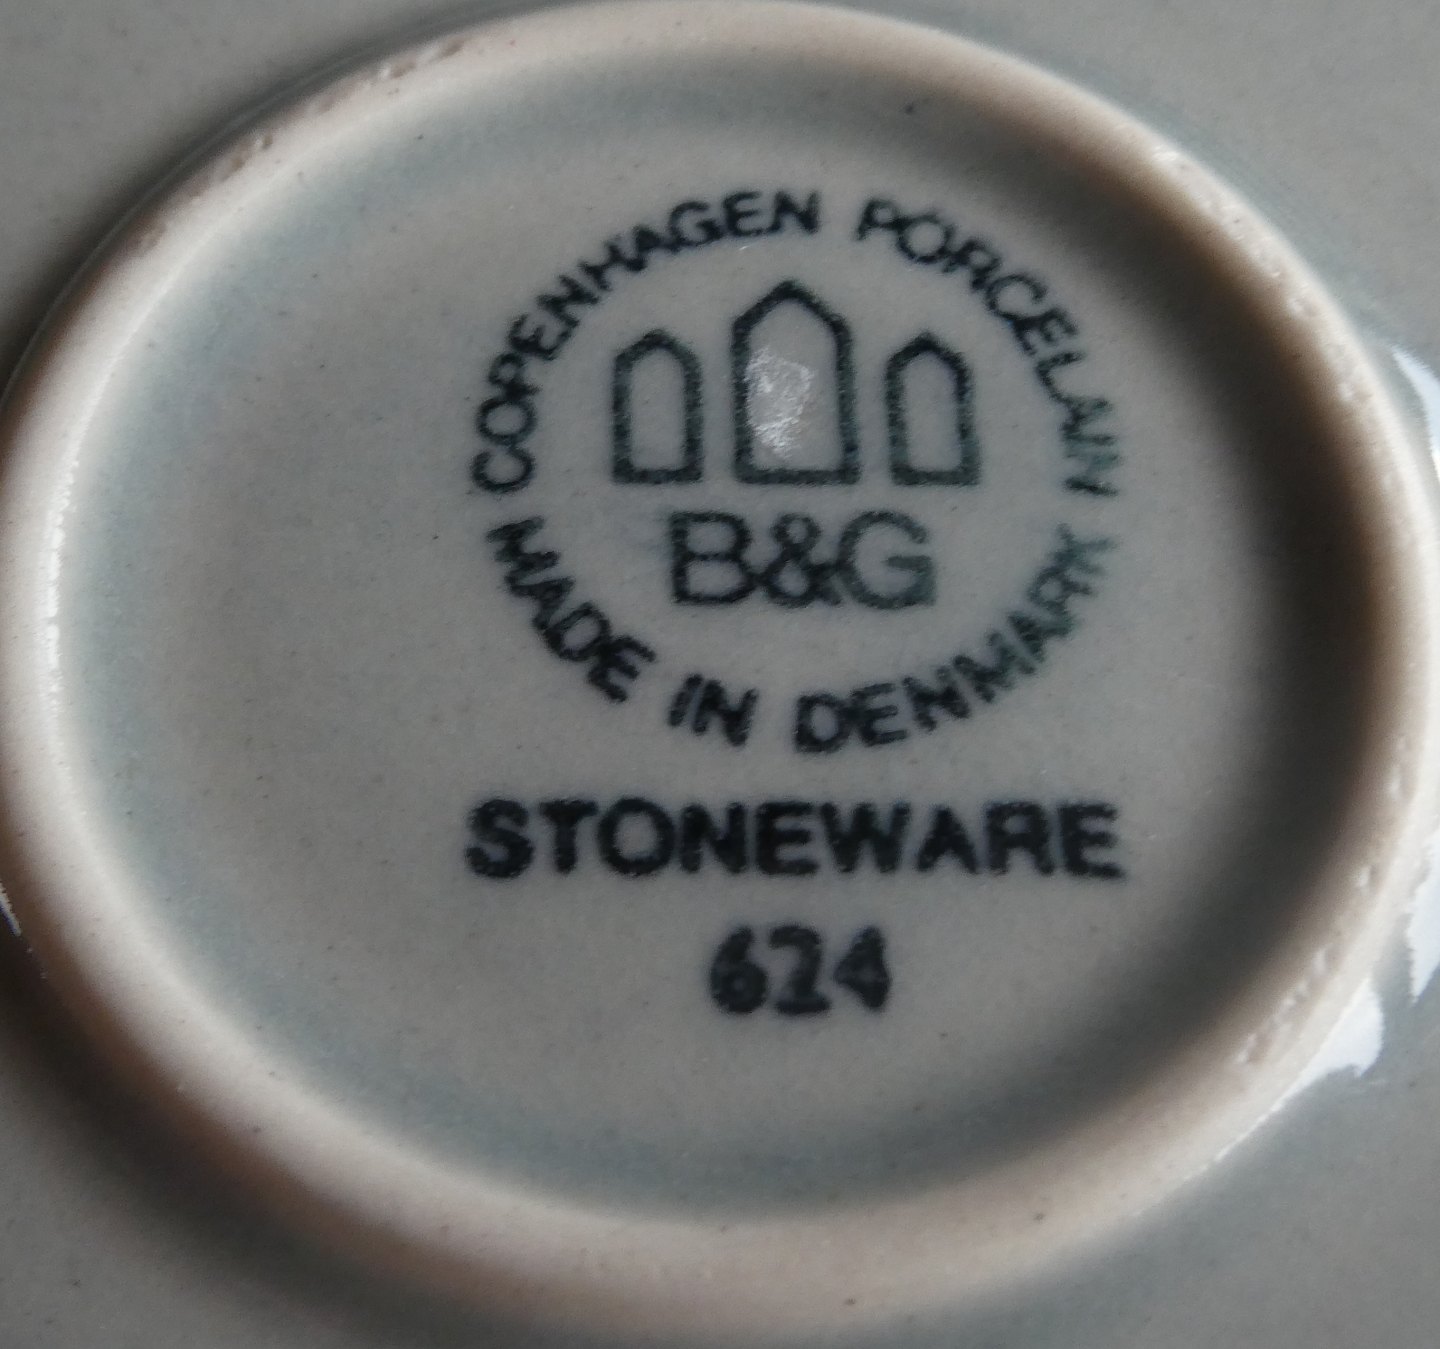 COPENHAGEN PORCELAIN
B&G
MADE IN DENMARK
STONEWARE
624